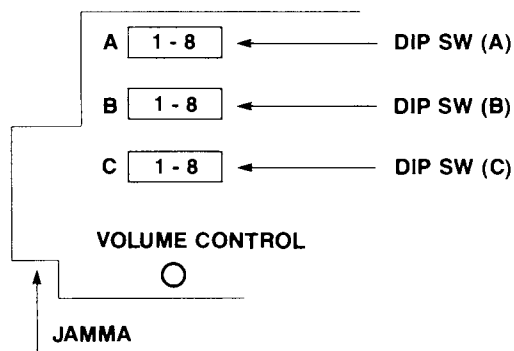 A 1 - 8 DIP SW (A)
B 1 - 8 DIP SW (B)
C 1 - 8 DIP SW (C)
VOLUME CONTROL
JAMMA